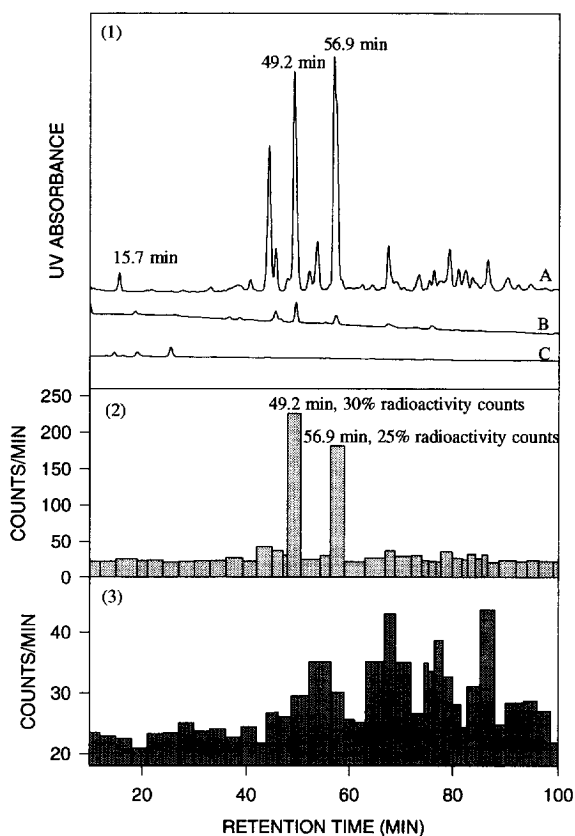 (1)
56.9 min
49.2 min
15.7 min
A
B
C
UV ABSORBANCE
(2)
49.2 min, 30% radioactivity counts
56.9 min, 25% radioactivity counts
250
200
150
100
50
0
COUNTS/MIN
(3)
40
30
20
COUNTS/MIN
20
40
60
80
100
RETENTION TIME (MIN)